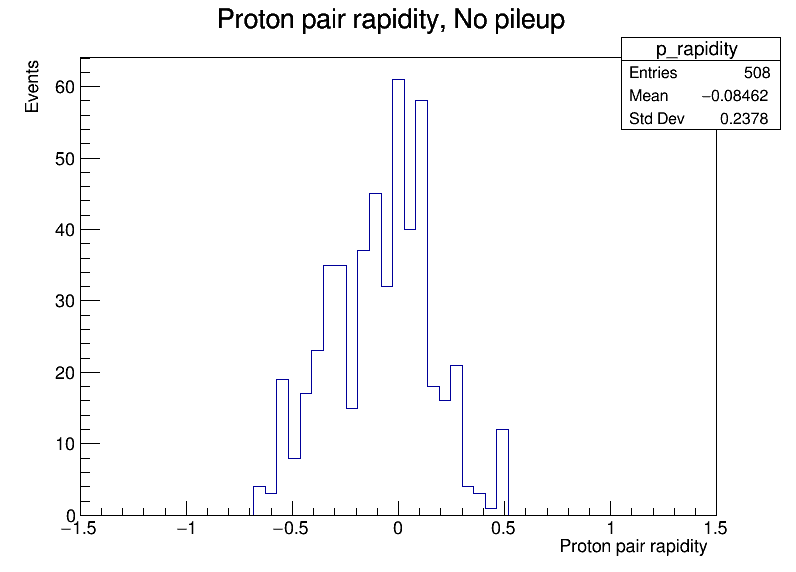 Proton pair rapidity, No pileup
p_rapidity
Entries 508
Mean −0.08462
Std Dev 0.2378
Events
60
50
40
30
20
10
0
−1.5 −1 −0.5 0 0.5 1 1.5
Proton pair rapidity